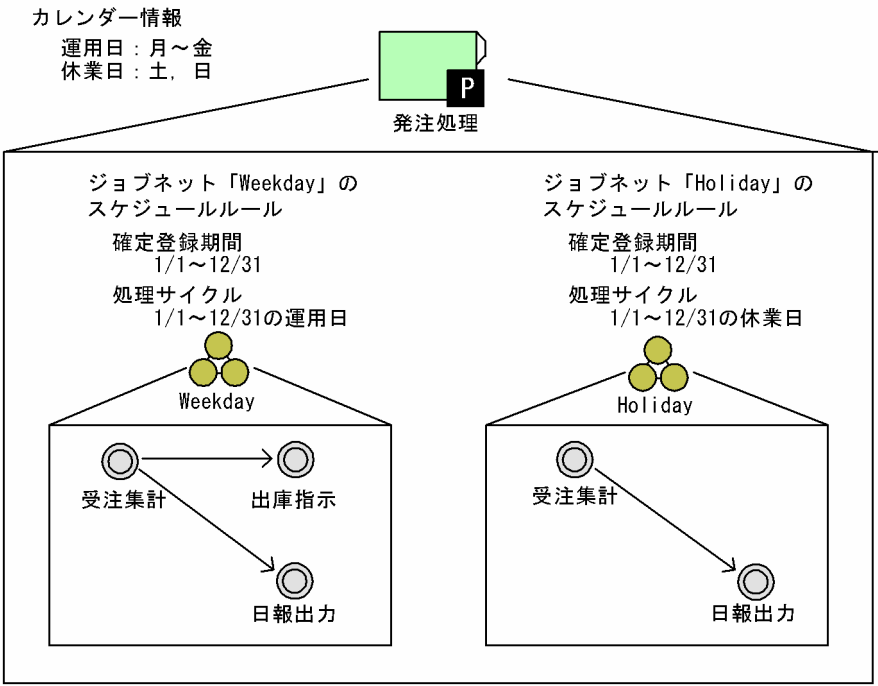 カレンダー情報
運用日：月～金
休業日：土，日
P
発注処理
ジョブネット「Weekday」の
スケジュールルール
確定登録期間
1/1～12/31
処理サイクル
1/1～12/31の運用日
Weekday
受注集計
出庫指示
日報出力
ジョブネット「Holiday」の
スケジュールルール
確定登録期間
1/1～12/31
処理サイクル
1/1～12/31の休業日
Holiday
受注集計
日報出力